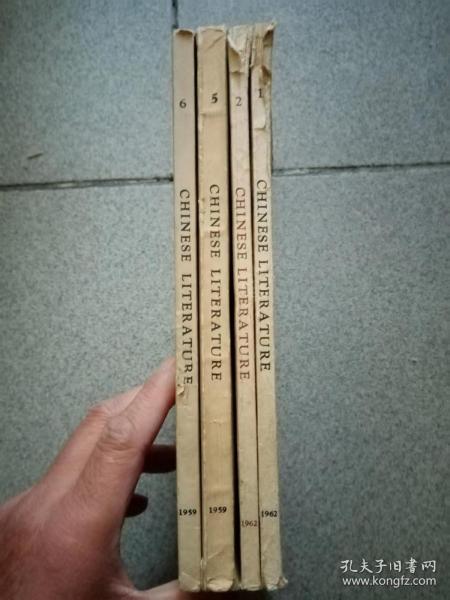 6
CHINESE LITERATURE
1959
5
CHINESE LITERATURE
1959
2
CHINESE LITERATURE
1962
1
CHINESE LITERATURE
1962
孔夫子旧书网
www.kongfz.com